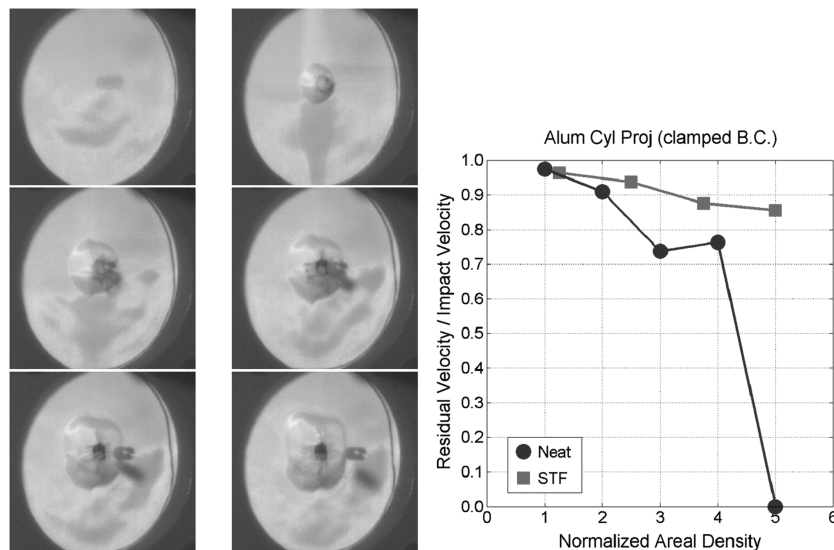 Alum Cyl Proj (clamped B.C.)
Residual Velocity / Impact Velocity
1.0
0.9
0.8
0.7
0.6
0.5
0.4
0.3
0.2
0.1
0.0
Neat
STF
0 1 2 3 4 5 6
Normalized Areal Density